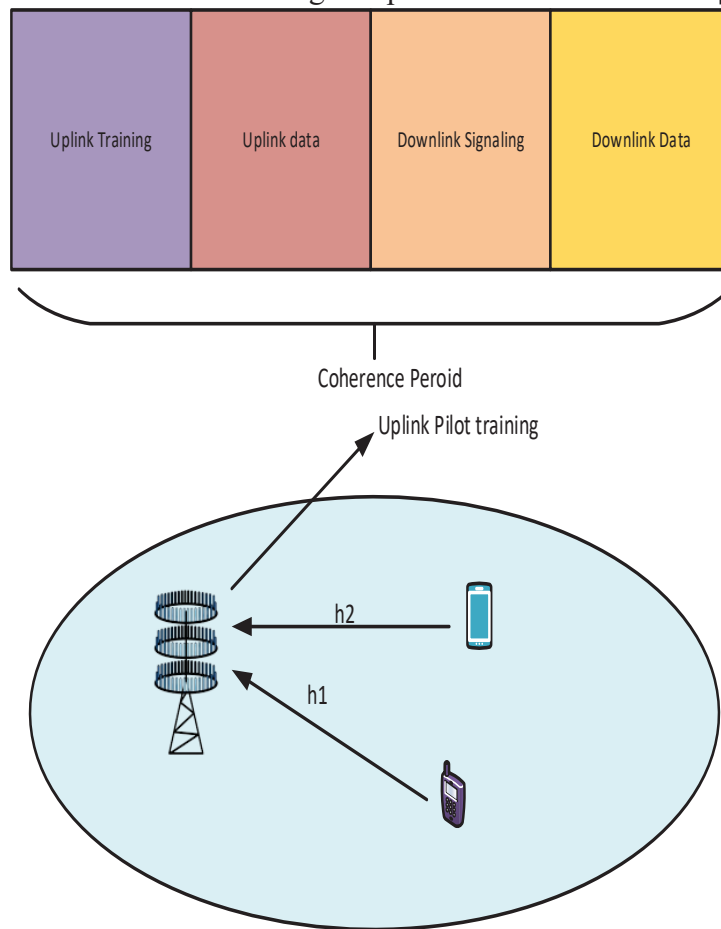 Uplink Training
Uplink data
Downlink Signaling
Downlink Data
Coherence Peroid
Uplink Pilot training
h2
h1